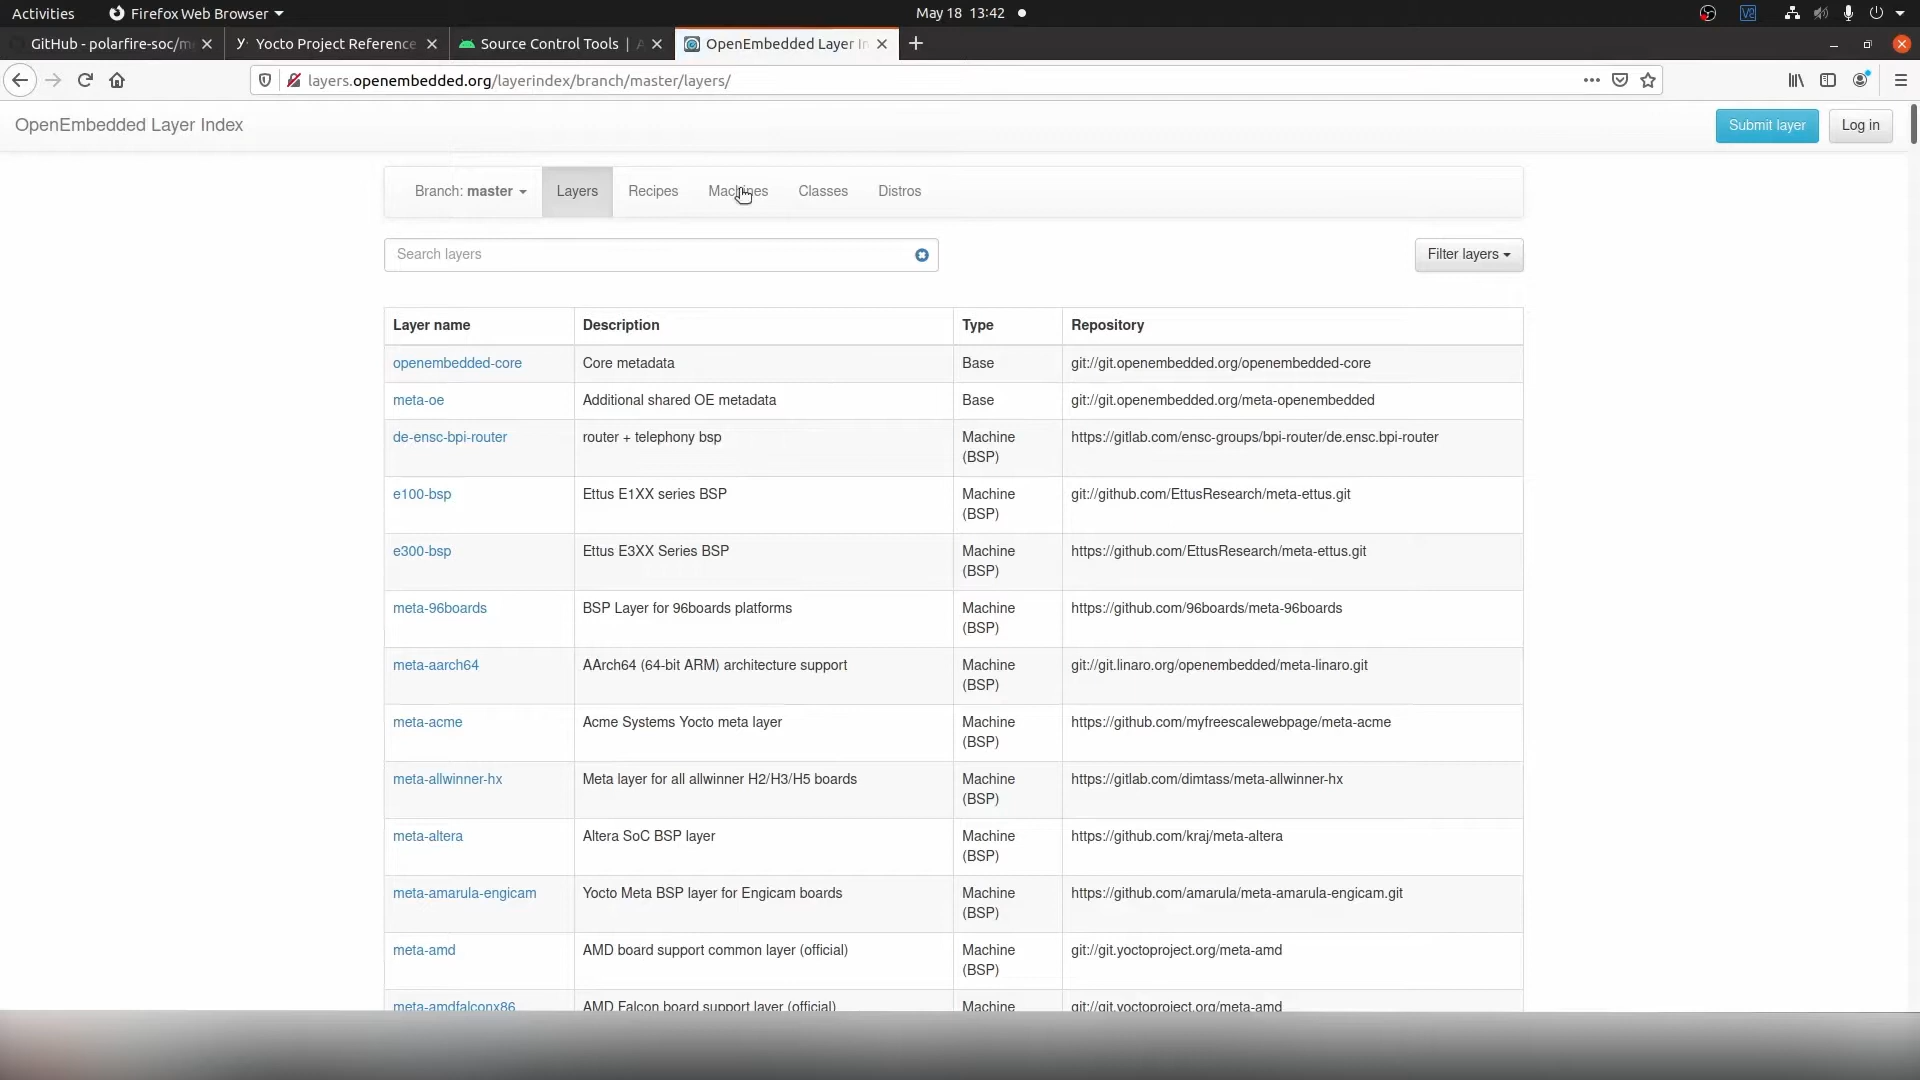 Activities Firefox Web Browser May 18 13:42
GitHub - polarfire-soc/m Yocto Project Reference Source Control Tools | OpenEmbedded Layer In
layers.openembedded.org/layerindex/branch/master/layers/
OpenEmbedded Layer Index Submit layer Log in
Branch: master Layers Recipes Machines Classes Distros
Search layers Filter layers
Layer name Description Type Repository
openembedded-core Core metadata Base git://git.openembedded.org/openembedded-core
meta-oe Additional shared OE metadata Base git://git.openembedded.org/meta-openembedded
de-ensc-bpi-router router + telephony bsp Machine (BSP) https://gitlab.com/ensc-groups/bpi-router/de.ensc.bpi-router
e100-bsp Ettus E1XX series BSP Machine (BSP) git://github.com/EttusResearch/meta-ettus.git
e300-bsp Ettus E3XX Series BSP Machine (BSP) https://github.com/EttusResearch/meta-ettus.git
meta-96boards BSP Layer for 96boards platforms Machine (BSP) https://github.com/96boards/meta-96boards
meta-aarch64 AArch64 (64-bit ARM) architecture support Machine (BSP) git://git.linaro.org/openembedded/meta-linaro.git
meta-acme Acme Systems Yocto meta layer Machine (BSP) https://github.com/myfreescalewebpage/meta-acme
meta-allwinner-hx Meta layer for all allwinner H2/H3/H5 boards Machine (BSP) https://gitlab.com/dimtass/meta-allwinner-hx
meta-altera Altera SoC BSP layer Machine (BSP) https://github.com/kraj/meta-altera
meta-amarula-engicam Yocto Meta BSP layer for Engicam boards Machine (BSP) https://github.com/amarula/meta-amarula-engicam.git
meta-amd AMD board support common layer (official) Machine (BSP) git://git.yoctoproject.org/meta-amd
meta-amdfalconx86 AMD Falcon board support layer (official) Machine git://git.yoctoproject.org/meta-amd